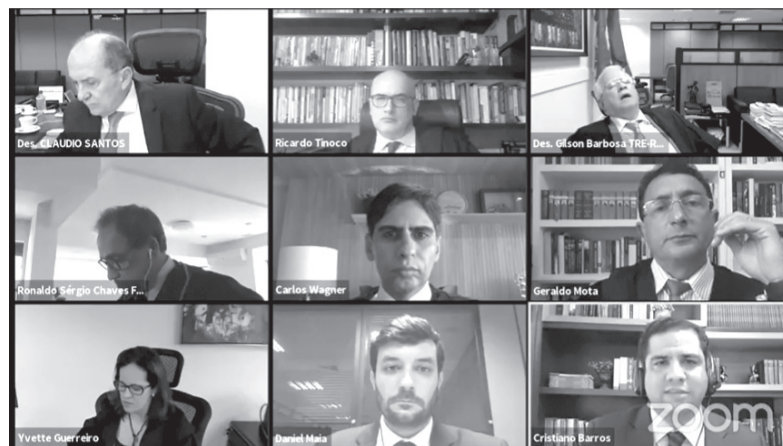 Des. CLAUDIO SANTOS
Ricardo Tinoco
Des. Gilson Barbosa TRE-R...
Ronaldo Sérgio Chaves F...
Carlos Wagner
Geraldo Mota
Yvette Guerreiro
Daniel Maia
Cristiano Barros
zoom